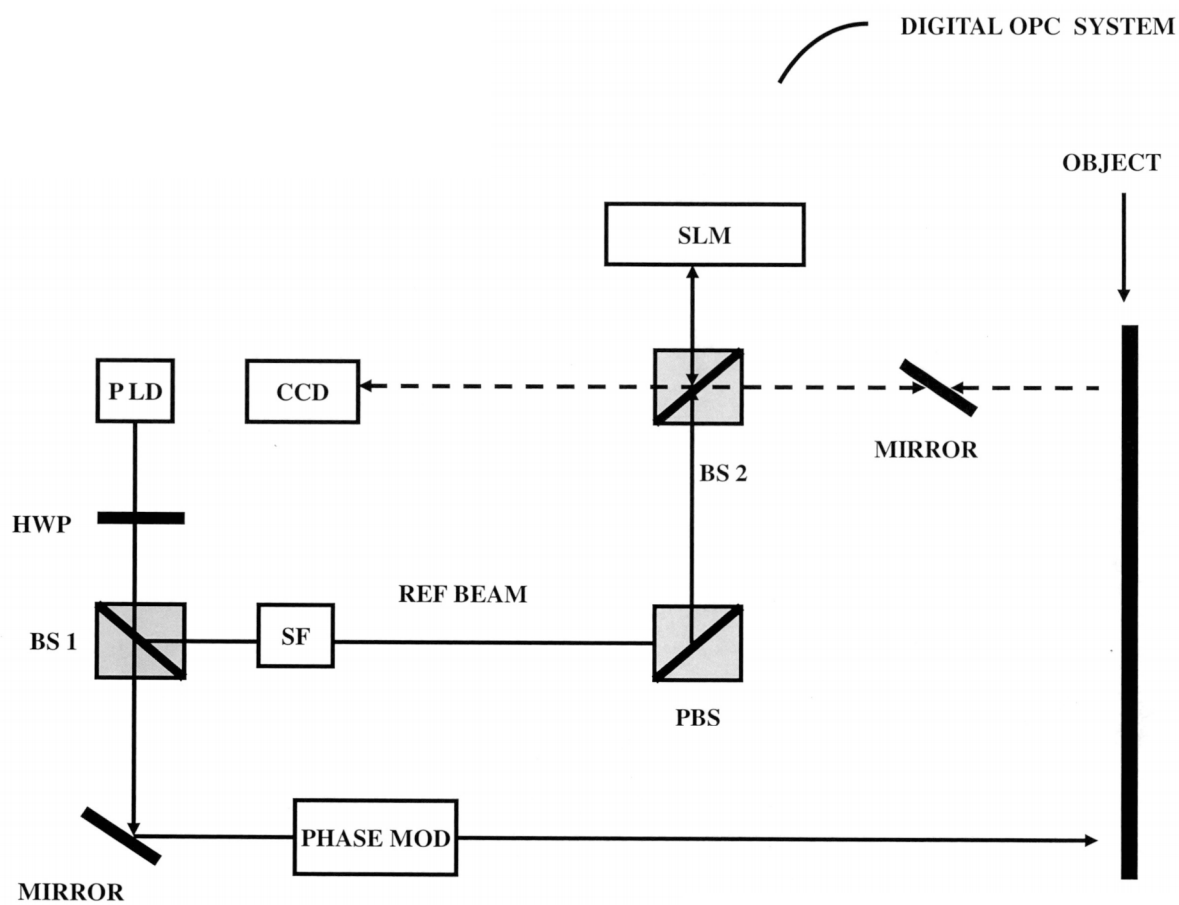 DIGITAL OPC SYSTEM
OBJECT
SLM
P LD
CCD
MIRROR
BS 2
HWP
REF BEAM
BS 1
SF
PBS
PHASE MOD
MIRROR